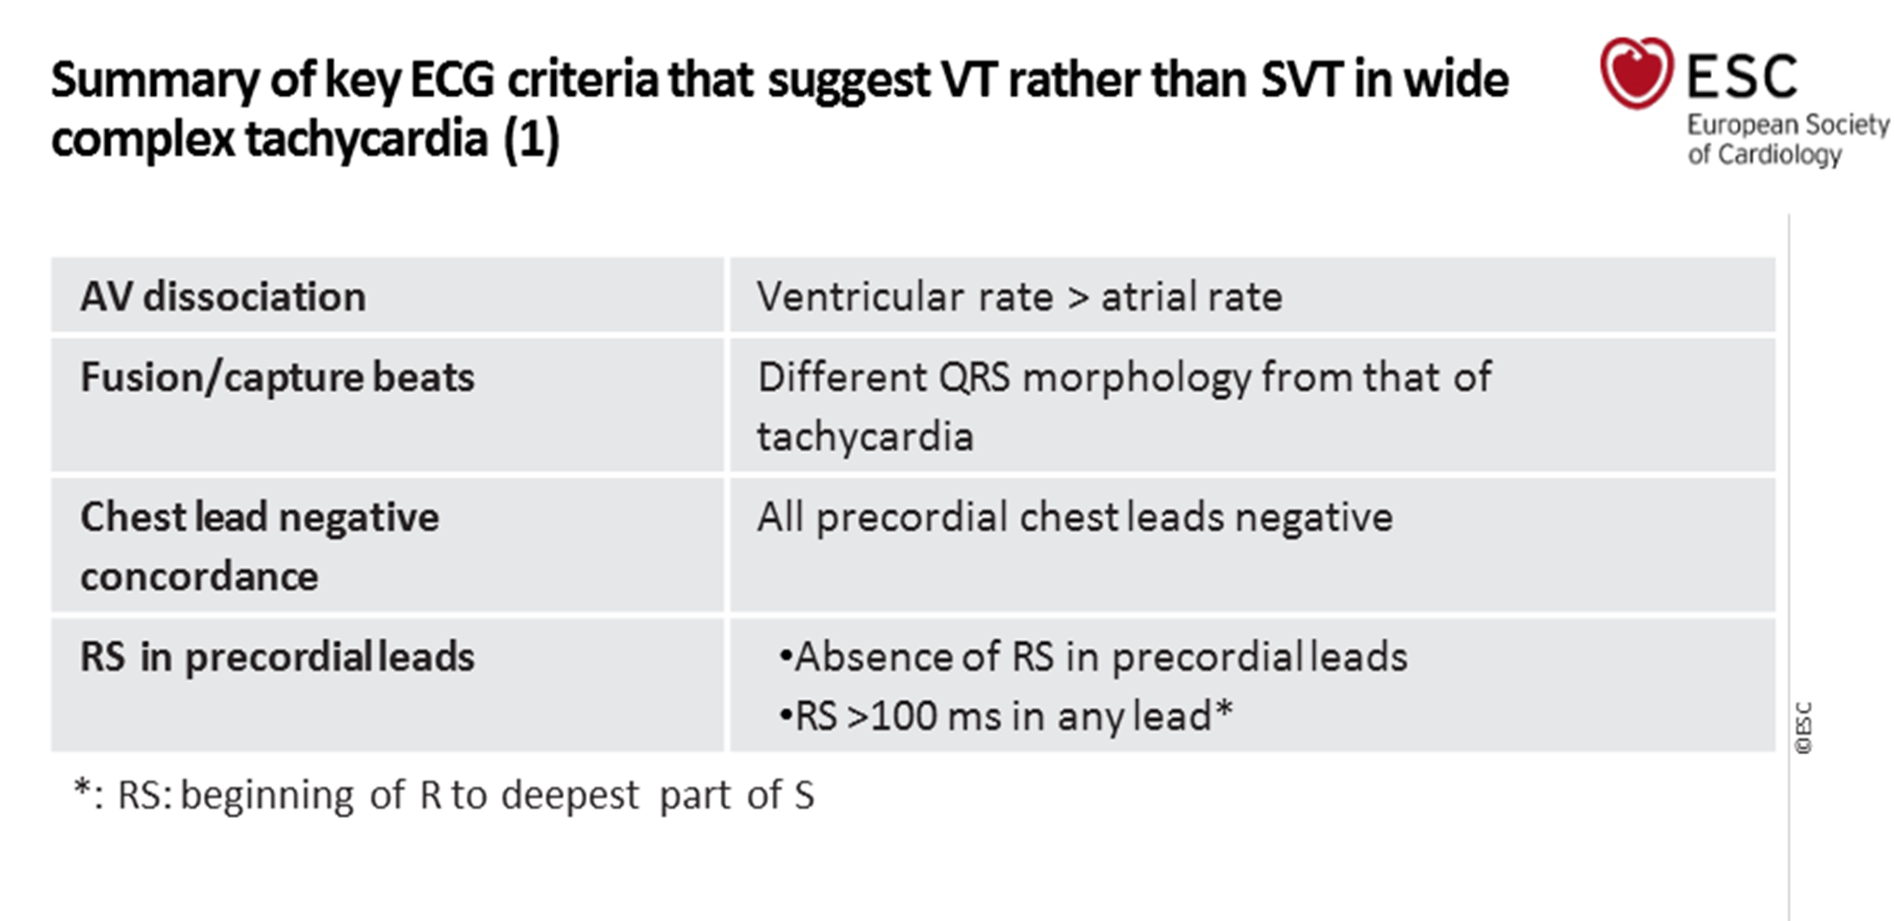 Summary of key ECG criteria that suggest VT rather than SVT in wide
complex tachycardia (1)
ESC
European Society
of Cardiology
AV dissociation
Ventricular rate > atrial rate
Fusion/capture beats
Different QRS morphology from that of
tachycardia
Chest lead negative
concordance
All precordial chest leads negative
RS in precordial leads
•Absence of RS in precordial leads
•RS >100 ms in any lead*
*: RS: beginning of R to deepest part of S
©ESC